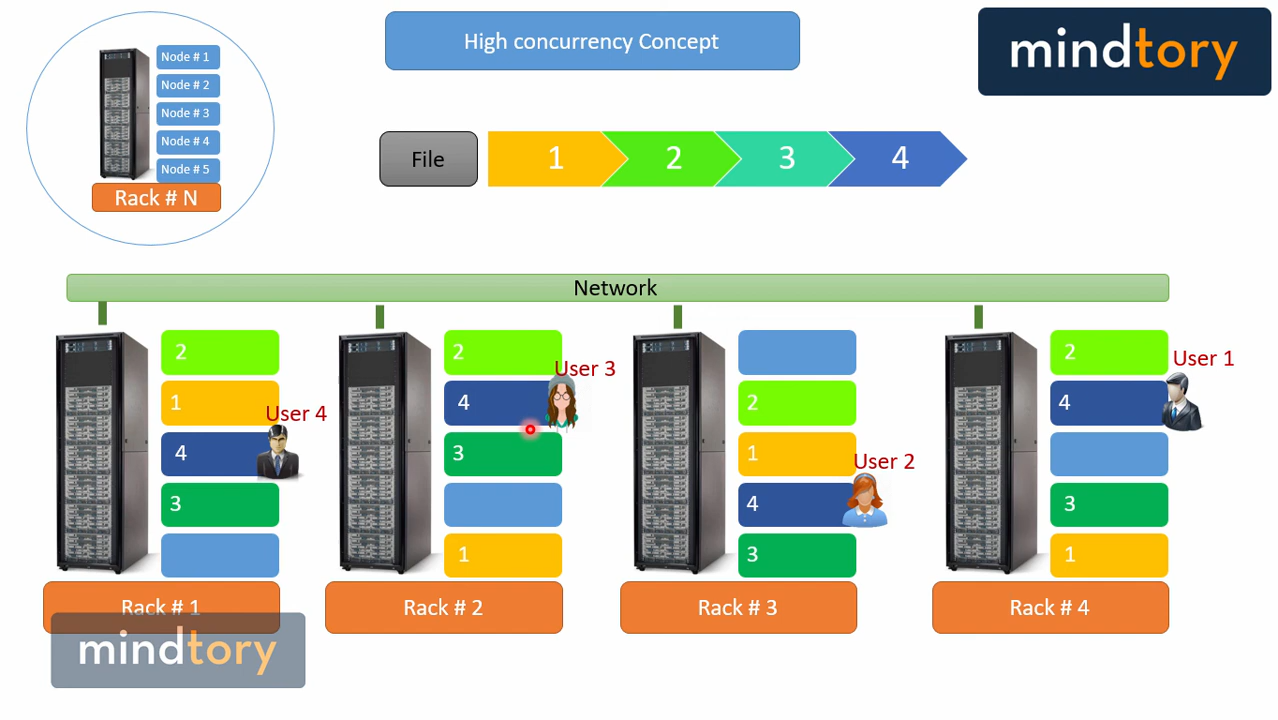 High concurrency Concept
mindtory
Node # 1
Node # 2
Node # 3
Node # 4
Node # 5
Rack # N
File
1
2
3
4
Network
2
1
User 4
4
3
Rack # 1
2
User 3
4
3
1
Rack # 2
2
1
User 2
4
3
Rack # 3
2
User 1
4
3
1
Rack # 4
mindtory